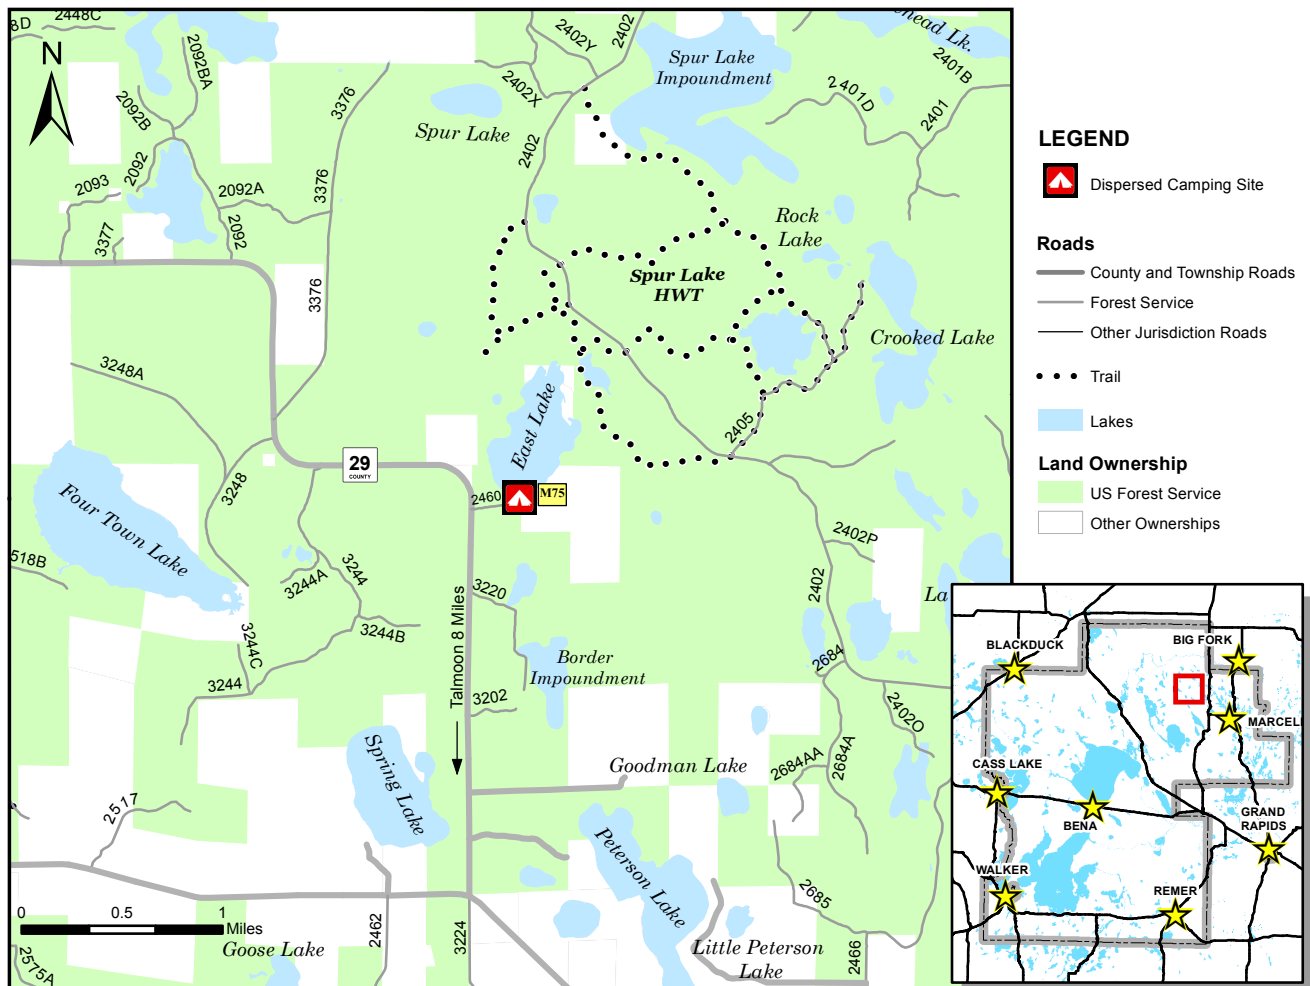 8D
2448C
2092BA
2092B
2092
2093
3377
2092A
2092
3376
3376
3376
N
2402Y
2402
2402X
2402
Spur Lake
Spur Lake
Impoundment
ehead Lk.
2401B
2401D
2401
Rock
Lake
Spur Lake
HWT
Crooked Lake
3248A
3248
29
COUNTY
East Lake
2405
2460
M75
Four Town Lake
518B
3244A
3244
3244B
3244C
3244
3220
Talmoon 8 Miles
3202
Border
Impoundment
2402P
2402
La
2684
2402O
2684A
2684AA
Goodman Lake
Spring Lake
2517
Peterson Lake
2685
2462
3224
2466
Little Peterson
Lake
Goose Lake
2575A
0
0.5
1
Miles
LEGEND
Dispersed Camping Site
Roads
County and Township Roads
Forest Service
Other Jurisdiction Roads
Trail
Lakes
Land Ownership
US Forest Service
Other Ownerships
BLACKDUCK
BIG FORK
MARCELL
CASS LAKE
BENA
GRAND
RAPIDS
WALKER
REMER